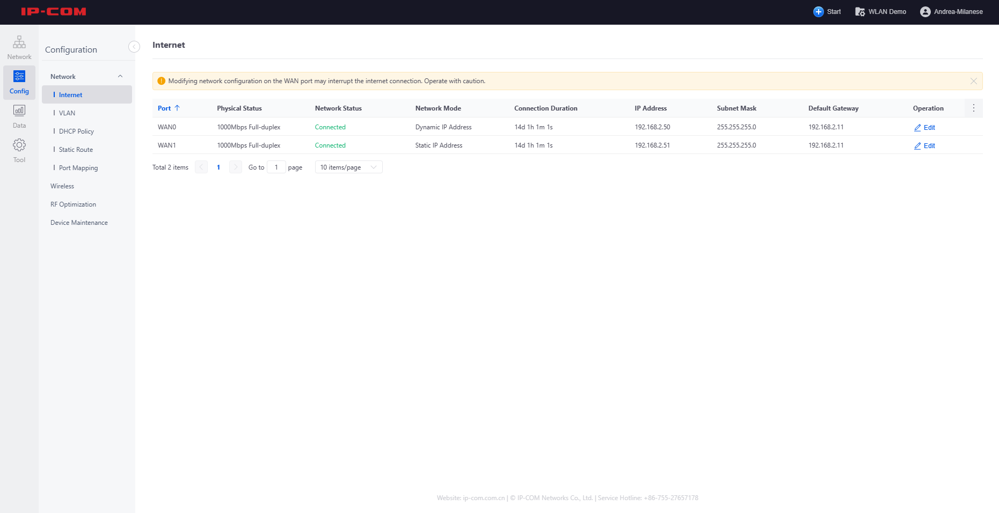 IP-COM
Start
WLAN Demo
Andrea-Milanese
Network
Config
Data
Tool
Configuration
Network
Internet
VLAN
DHCP Policy
Static Route
Port Mapping
Wireless
RF Optimization
Device Maintenance
Internet
Modifying network configuration on the WAN port may interrupt the internet connection. Operate with caution.
Port Physical Status Network Status Network Mode Connection Duration IP Address Subnet Mask Default Gateway Operation
WAN0 1000Mbps Full-duplex Connected Dynamic IP Address 14d 1h 1m 1s 192.168.2.50 255.255.255.0 192.168.2.11 Edit
WAN1 1000Mbps Full-duplex Connected Static IP Address 14d 1h 1m 1s 192.168.2.51 255.255.255.0 192.168.2.11 Edit
Total 2 items 1 Go to 1 page 10 items/page
Website: ip-com.com.cn | © IP-COM Networks Co., Ltd. | Service Hotline: +86-755-27657178